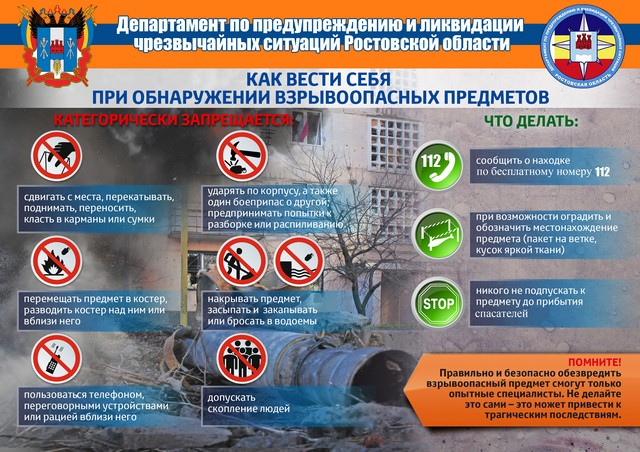 Департамент по предупреждению и ликвидации
чрезвычайных ситуаций Ростовской области
КАК ВЕСТИ СЕБЯ
ПРИ ОБНАРУЖЕНИИ ВЗРЫВООПАСНЫХ ПРЕДМЕТОВ
КАТЕГОРИЧЕСКИ ЗАПРЕЩАЕТСЯ:
сдвигать с места, перекатывать,
поднимать, переносить,
класть в карманы или сумки
ударять по корпусу, а также
один боеприпас о другой;
предпринимать попытки к
разборке или распиливанию.
перемещать предмет в костер,
разводить костер над ним или
вблизи него
накрывать предмет,
засыпать и закапывать
или бросать в водоемы
пользоваться телефоном,
переговорными устройствами
или рацией вблизи него
допускать
скопление людей
ЧТО ДЕЛАТЬ:
112
сообщить о находке
по бесплатному номеру 112
при возможности оградить и
обозначить местонахождение
предмета (пакет на ветке,
кусок яркой ткани)
STOP
никого не подпускать к
предмету до прибытия
спасателей
ПОМНИТЕ!
Правильно и безопасно обезвредить
взрывоопасный предмет смогут только
опытные специалисты. Не делайте
это сами – это может привести к
трагическим последствиям.